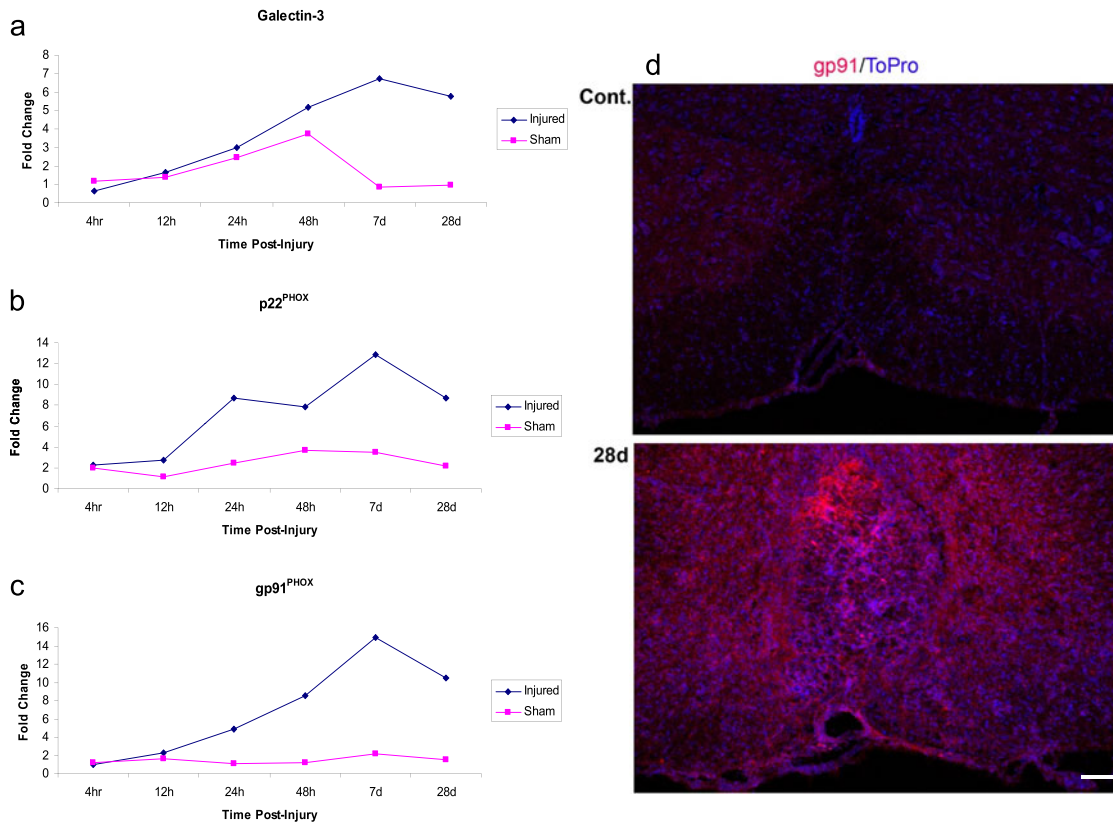 a
Galectin-3
8
7
6
5
4
3
2
1
0
Fold Change
4hr 12h 24h 48h 7d 28d
Time Post-Injury
Injured
Sham
b
p22PHOX
14
12
10
8
6
4
2
0
Fold Change
4hr 12h 24h 48h 7d 28d
Time Post-Injury
Injured
Sham
c
gp91PHOX
16
14
12
10
8
6
4
2
0
Fold Change
4hr 12h 24h 48h 7d 28d
Time Post-Injury
Injured
Sham
d
gp91/ToPro
Cont.
28d